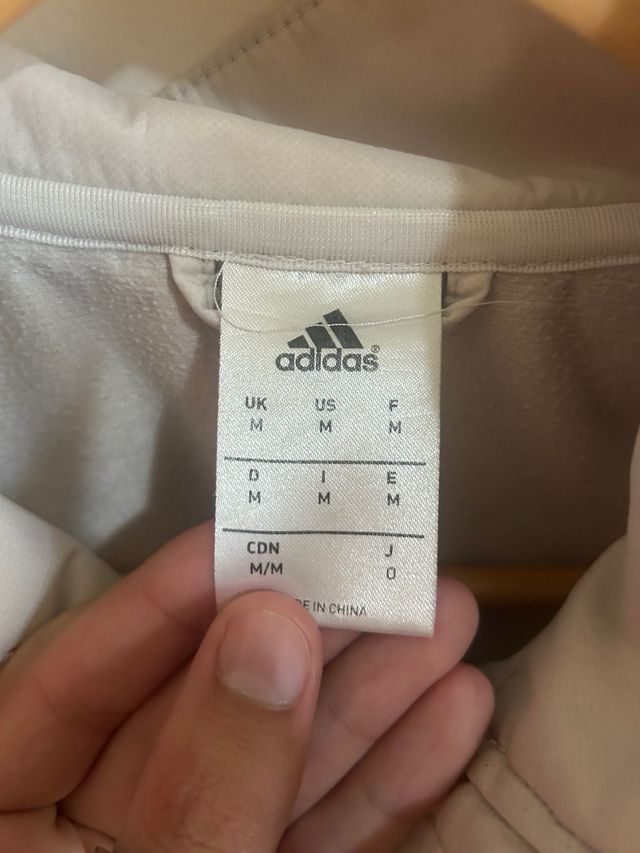 adidas®
UK US F
M M M
D I E
M M M
CDN J
M/M O
IN CHINA